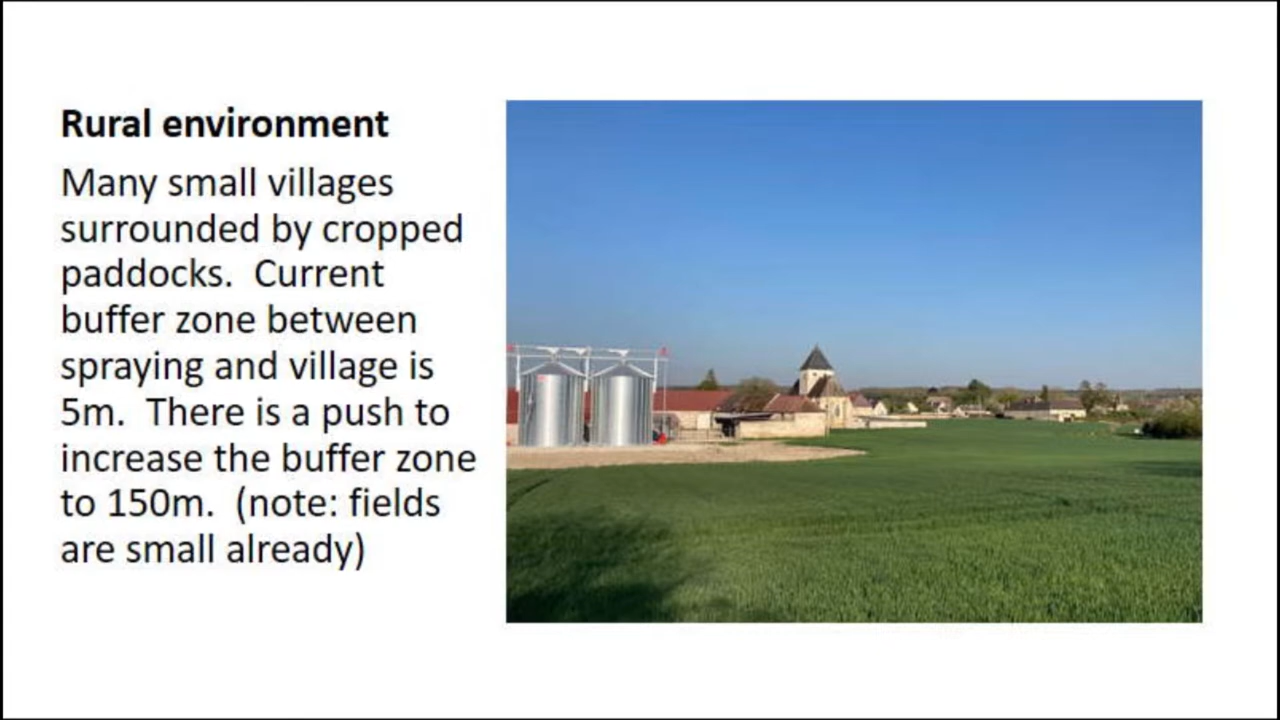 Rural environment
Many small villages
surrounded by cropped
paddocks.  Current
buffer zone between
spraying and village is
5m.  There is a push to
increase the buffer zone
to 150m.  (note: fields
are small already)